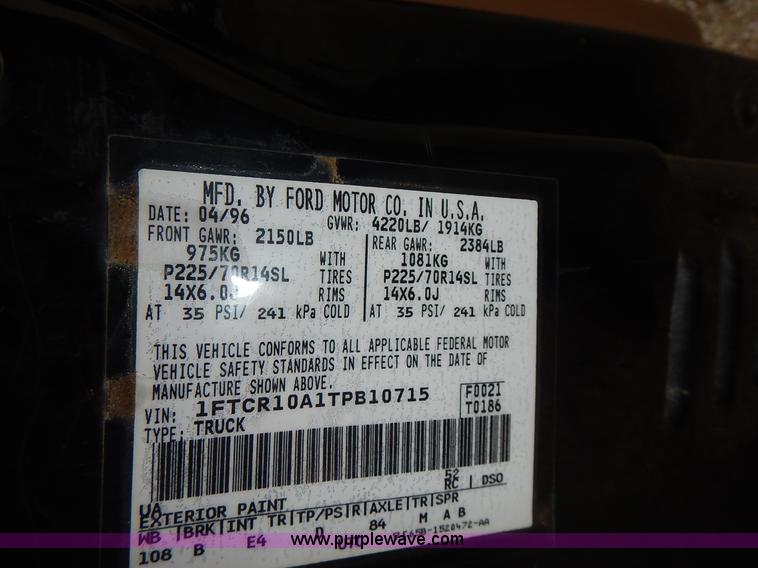 MFD. BY FORD MOTOR CO. IN U.S.A.
DATE: 04/96 GVWR: 4220LB/ 1914KG
FRONT GAWR: 2150LB REAR GAWR: 2384LB
975KG WITH 1081KG WITH
P225/70R14SL TIRES P225/70R14SL TIRES
14X6.0J RIMS 14X6.0J RIMS
AT 35 PSI/ 241 kPa COLD AT 35 PSI/ 241 kPa COLD
THIS VEHICLE CONFORMS TO ALL APPLICABLE FEDERAL MOTOR
VEHICLE SAFETY STANDARDS IN EFFECT ON THE DATE OF
MANUFACTURE SHOWN ABOVE.
VIN: 1FTCR10A1TPB10715 F0021
TYPE: TRUCK T0186
52
RC DSO
UA
EXTERIOR PAINT
WB BRK INT TR TP/PS R AXLE TR SPR
108 B E4 D 84 M A B
-1520472-AA
www.purplewave.com